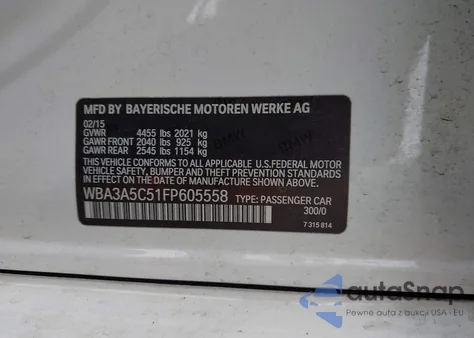 MFD BY BAYERISCHE MOTOREN WERKE AG
02/15
GVWR 4455 lbs 2021 kg
GAWR FRONT 2040 lbs 925 kg
GAWR REAR 2545 lbs 1154 kg
THIS VEHICLE CONFORMS TO ALL APPLICABLE U.S.FEDERAL MOTOR
VEHICLE SAFETY, BUMPER AND THEFT PREVENTION STANDARDS
IN EFFECT ON THE DATE OF MANUFACTURE SHOWN ABOVE.
WBA3A5C51FP605558 TYPE: PASSENGER CAR
300/0
7 315 814
autoSnap
Pewne auta z aukcji USA i EU